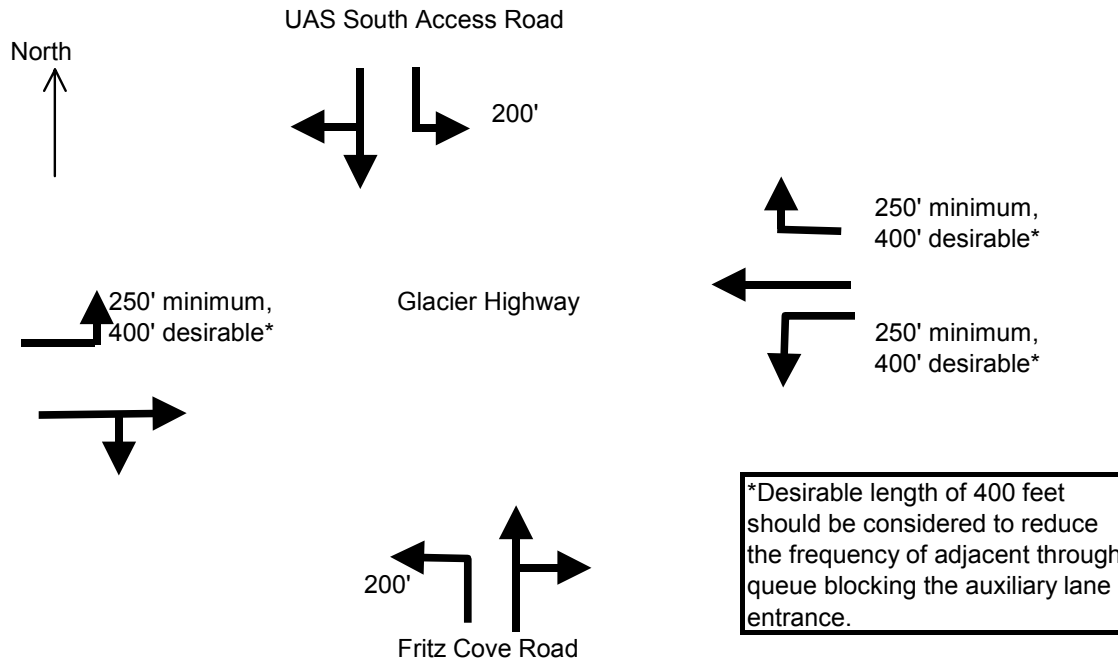 UAS South Access Road
North
200'
250' minimum,
400' desirable*
250' minimum,
400' desirable*
Glacier Highway
250' minimum,
400' desirable*
*Desirable length of 400 feet
should be considered to reduce
the frequency of adjacent through
queue blocking the auxiliary lane
entrance.
200'
Fritz Cove Road